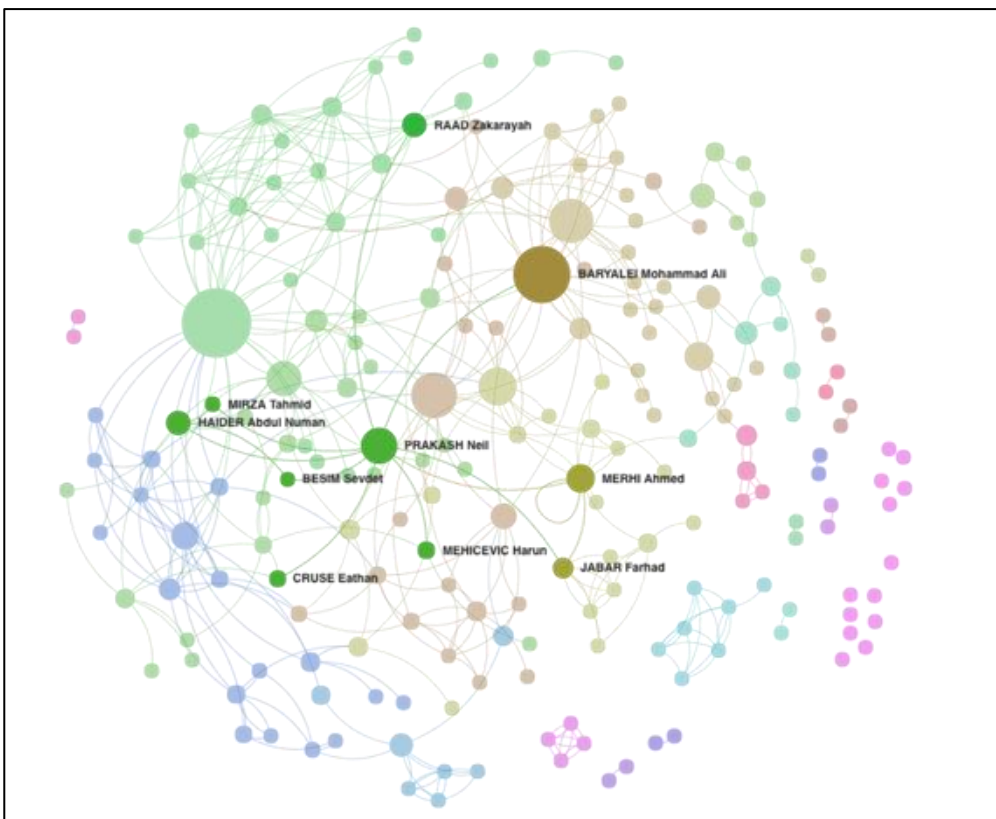 RAAD Zakarayah
BARYALEI Mohammad Ali
MIRZA Tahmid
HAIDER Abdul Numan
PRAKASH Neil
BESIM Sevdet
MERHI Ahmed
MEHICEVIC Harun
JABAR Farhad
CRUSE Eathan